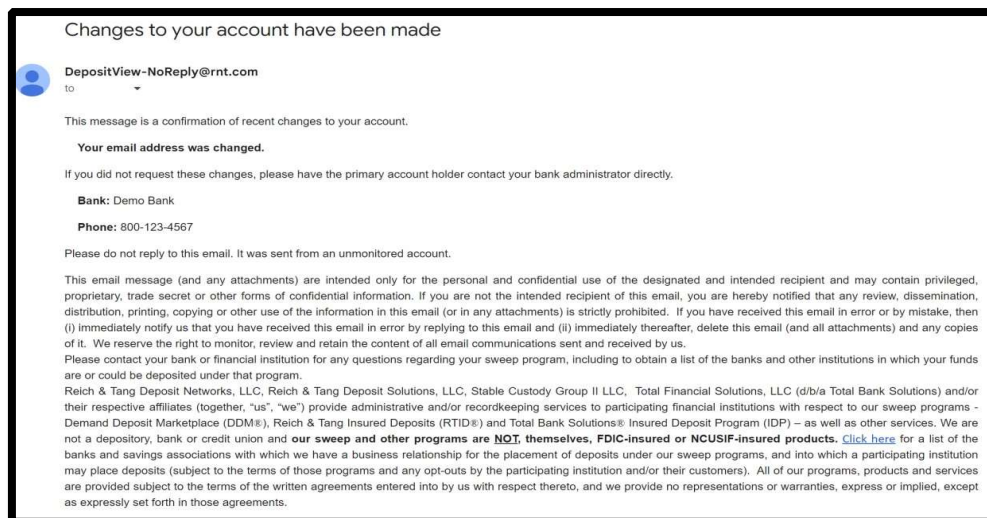 Changes to your account have been made
DepositView-NoReply@rnt.com
to
This message is a confirmation of recent changes to your account.
Your email address was changed.
If you did not request these changes, please have the primary account holder contact your bank administrator directly.
Bank: Demo Bank
Phone: 800-123-4567
Please do not reply to this email. It was sent from an unmonitored account.
This email message (and any attachments) are intended only for the personal and confidential use of the designated and intended recipient and may contain privileged,
proprietary, trade secret or other forms of confidential information. If you are not the intended recipient of this email, you are hereby notified that any review, dissemination,
distribution, printing, copying or other use of the information in this email (or in any attachments) is strictly prohibited. If you have received this email in error or by mistake, then
(i) immediately notify us that you have received this email in error by replying to this email and (ii) immediately thereafter, delete this email (and all attachments) and any copies
of it. We reserve the right to monitor, review and retain the content of all email communications sent and received by us.
Please contact your bank or financial institution for any questions regarding your sweep program, including to obtain a list of the banks and other institutions in which your funds
are or could be deposited under that program.
Reich & Tang Deposit Networks, LLC, Reich & Tang Deposit Solutions, LLC, Stable Custody Group II LLC, Total Financial Solutions, LLC (d/b/a Total Bank Solutions) and/or
their respective affiliates (together, “us”, “we”) provide administrative and/or recordkeeping services to participating financial institutions with respect to our sweep programs -
Demand Deposit Marketplace (DDM®), Reich & Tang Insured Deposits (RTID®) and Total Bank Solutions® Insured Deposit Program (IDP) – as well as other services. We are
not a depository, bank or credit union and our sweep and other programs are NOT, themselves, FDIC-insured or NCUSIF-insured products. Click here for a list of the
banks and savings associations with which we have a business relationship for the placement of deposits under our sweep programs, and into which a participating institution
may place deposits (subject to the terms of those programs and any opt-outs by the participating institution and/or their customers). All of our programs, products and services
are provided subject to the terms of the written agreements entered into by us with respect thereto, and we provide no representations or warranties, express or implied, except
as expressly set forth in those agreements.